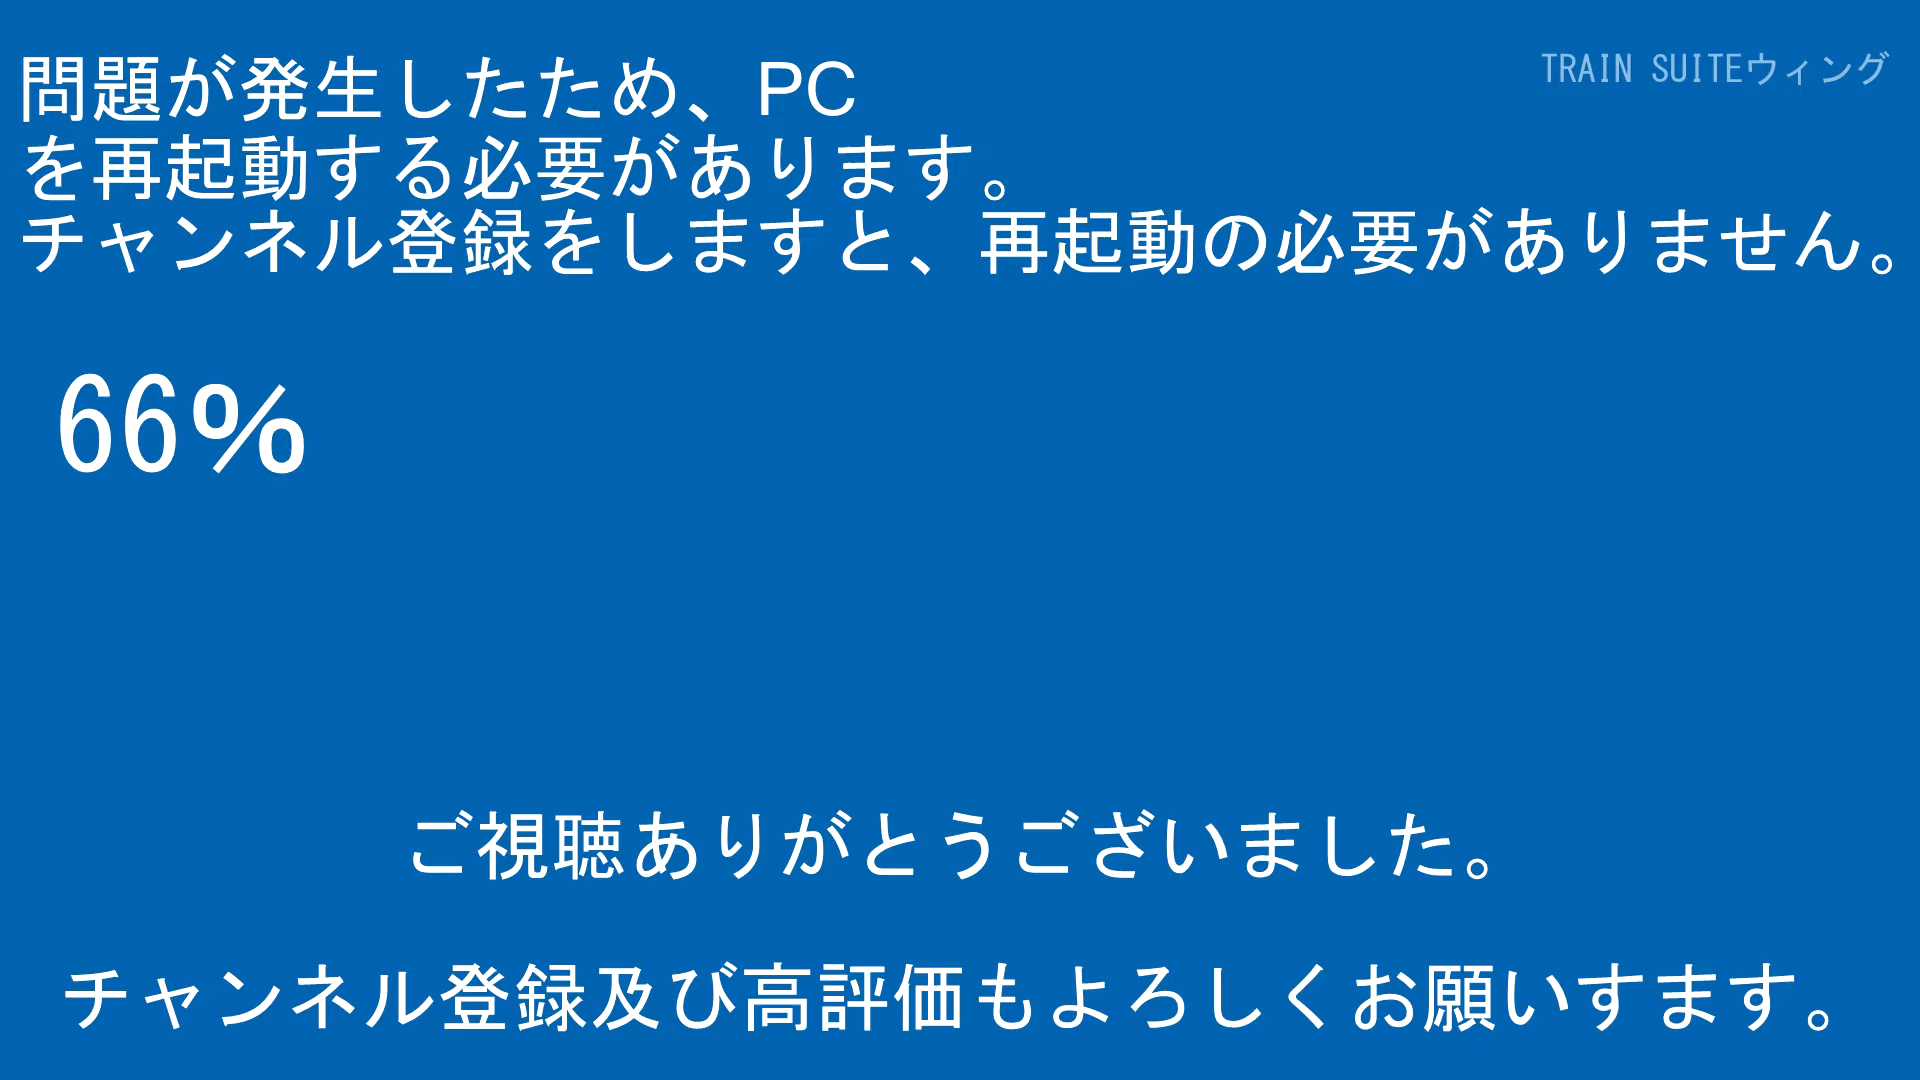 TRAIN SUITEウィング
問題が発生したため、PC
を再起動する必要があります。
チャンネル登録をしますと、再起動の必要がありません。
66%
ご視聴ありがとうございました。
チャンネル登録及び高評価もよろしくお願いすます。